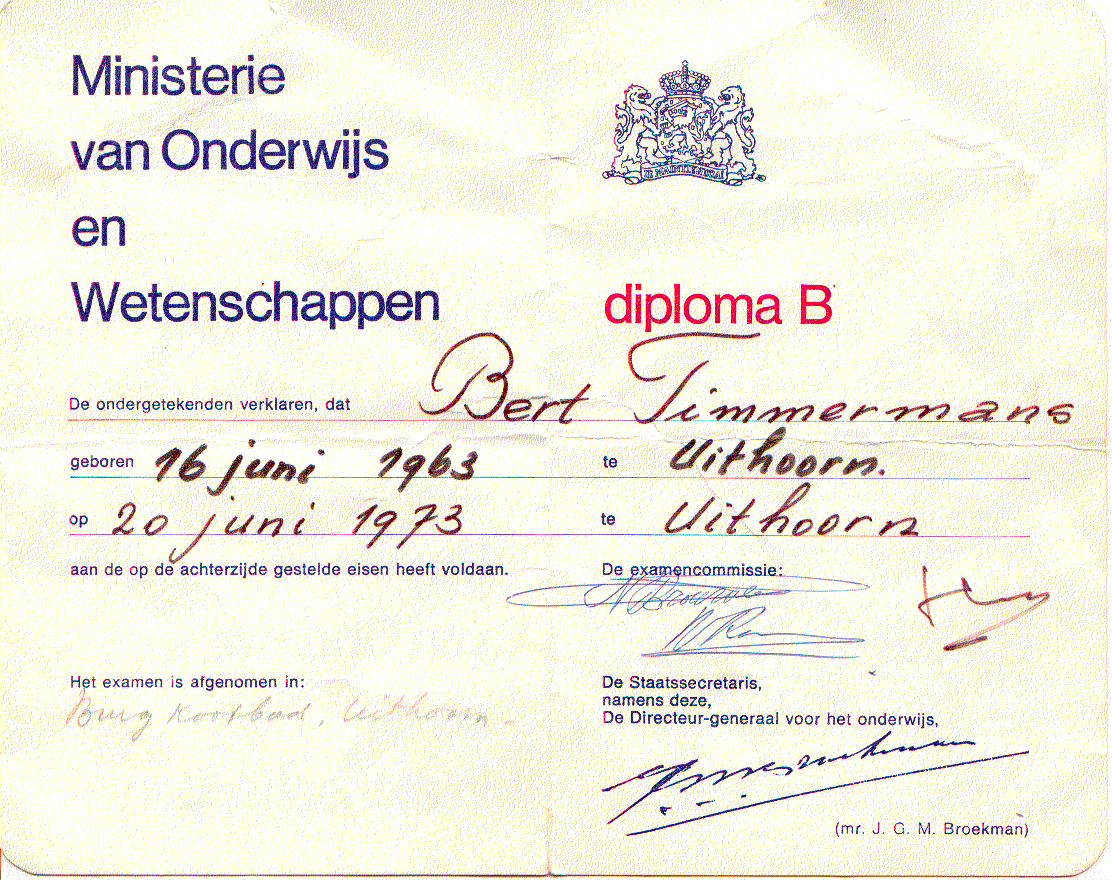 Ministerie
van Onderwijs
en
Wetenschappen
diploma B
De ondergetekenden verklaren, dat Bert Timmermans
geboren 16 juni 1963 te Uithoorn.
op 20 juni 1973 te Uithoorn
aan de op de achterzijde gestelde eisen heeft voldaan.
De examencommissie:
Het examen is afgenomen in:
Burg Kootbad, Uithoorn.
De Staatssecretaris,
namens deze,
De Directeur-generaal voor het onderwijs,
(mr. J. G. M. Broekman)